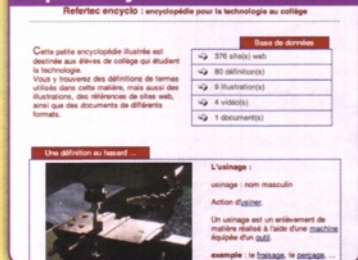 Refertec encyclo : encyclopédie pour la technologie au collège
Cette petite encyclopédie illustrée est
destinée aux élèves de collège qui étudient
la technologie.
Vous y trouverez des définitions de termes
utilisés dans cette matière, mais aussi des
illustrations, des références de sites web,
ainsi que des documents de différents
formats.
Base de données
376 site(s) web
80 définition(s)
9 illustration(s)
4 vidéo(s)
1 document(s)
Une définition au hasard ...
L'usinage :
usinage : nom masculin
Action d'usiner.
Un usinage est un enlèvement de
matière réalisé à l'aide d'une machine
équipée d'un outil.
exemple : le fraisage, le perçage, ...